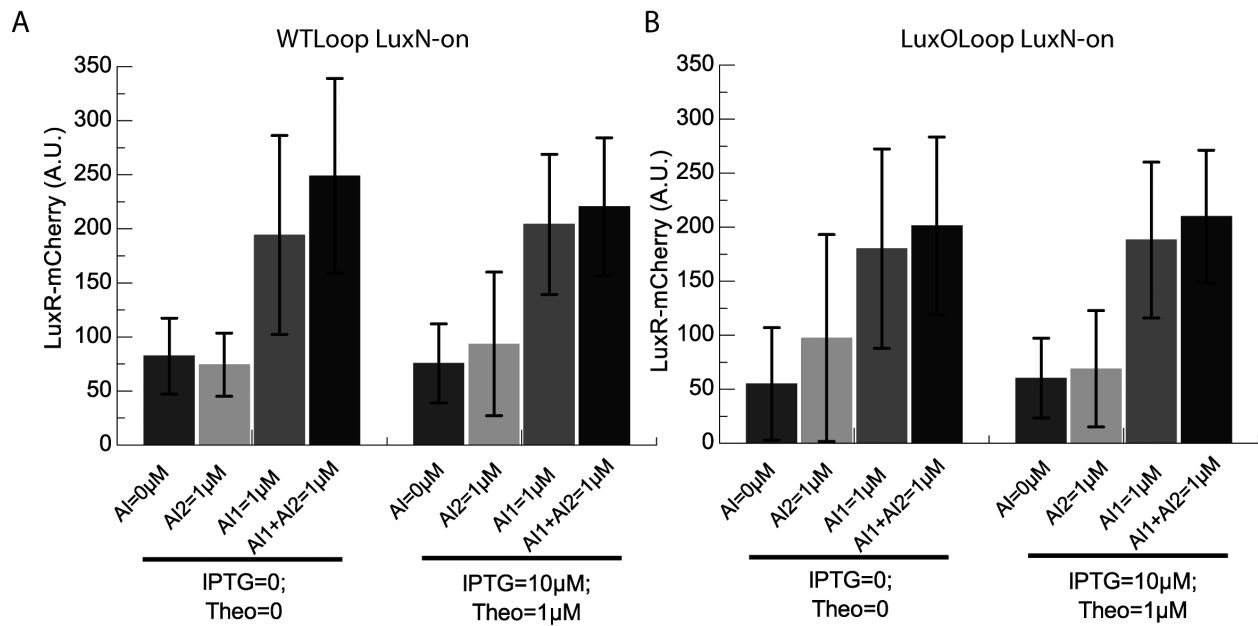 A
WTLoop LuxN-on
LuxR-mCherry (A.U.)
350
300
250
200
150
100
50
0
AI=0µM
AI2=1µM
AI1=1µM
AI1+AI2=1µM
AI=0µM
AI2=1µM
AI1=1µM
AI1+AI2=1µM
IPTG=0;
Theo=0
IPTG=10µM;
Theo=1µM
B
LuxOLoop LuxN-on
LuxR-mCherry (A.U.)
350
300
250
200
150
100
50
0
AI=0µM
AI2=1µM
AI1=1µM
AI1+AI2=1µM
AI=0µM
AI2=1µM
AI1=1µM
AI1+AI2=1µM
IPTG=0;
Theo=0
IPTG=10µM;
Theo=1µM